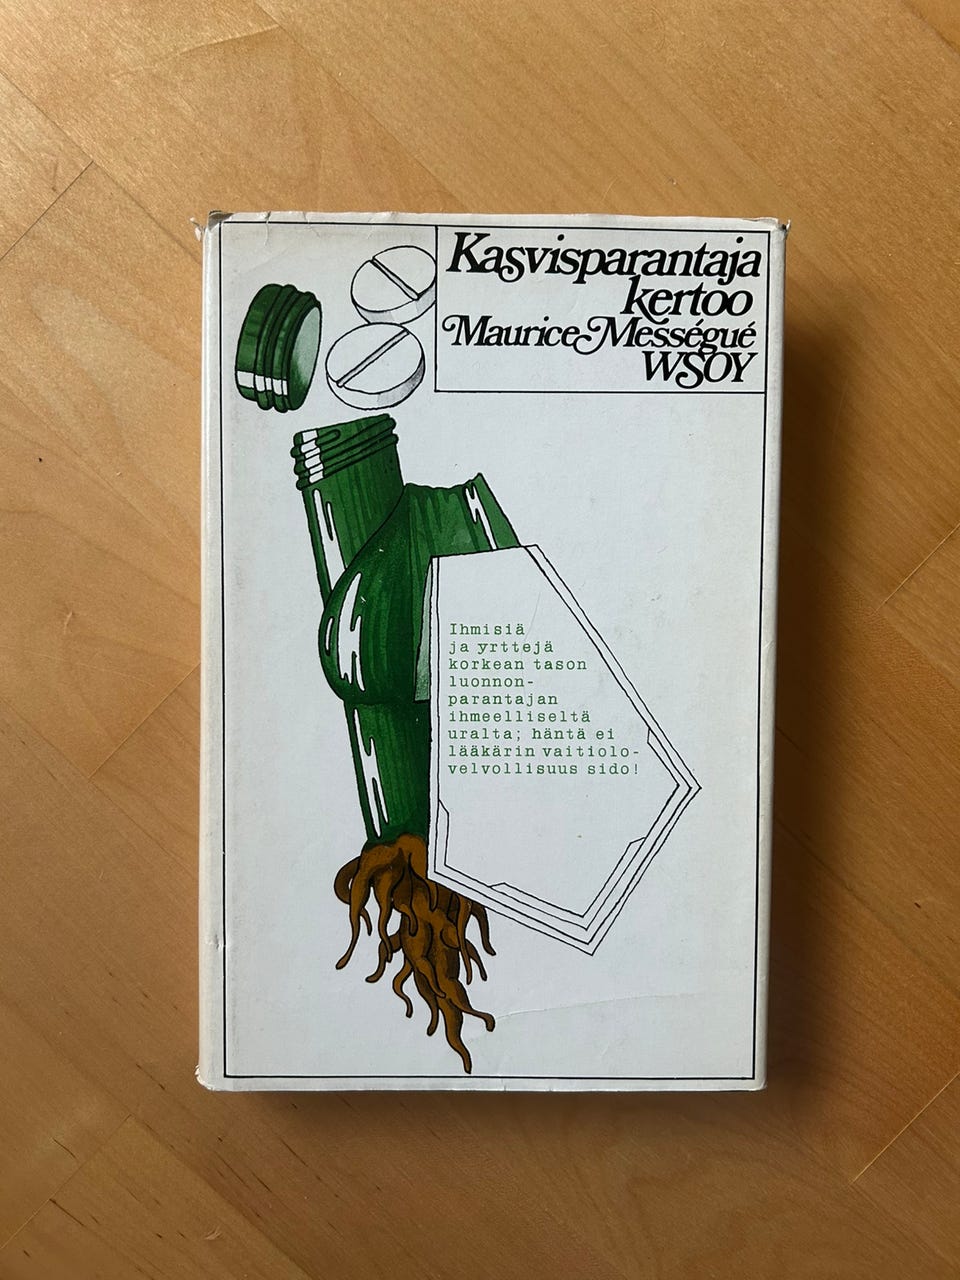 Kasvisparantaja
kertoo
Maurice Mességué
WSOY
Ihmisiä
ja yrttejä
korkean tason
luonnon-
parantajan
ihmeelliseltä
uralta; häntä ei
lääkärin vaitiolo-
velvollisuus sido!